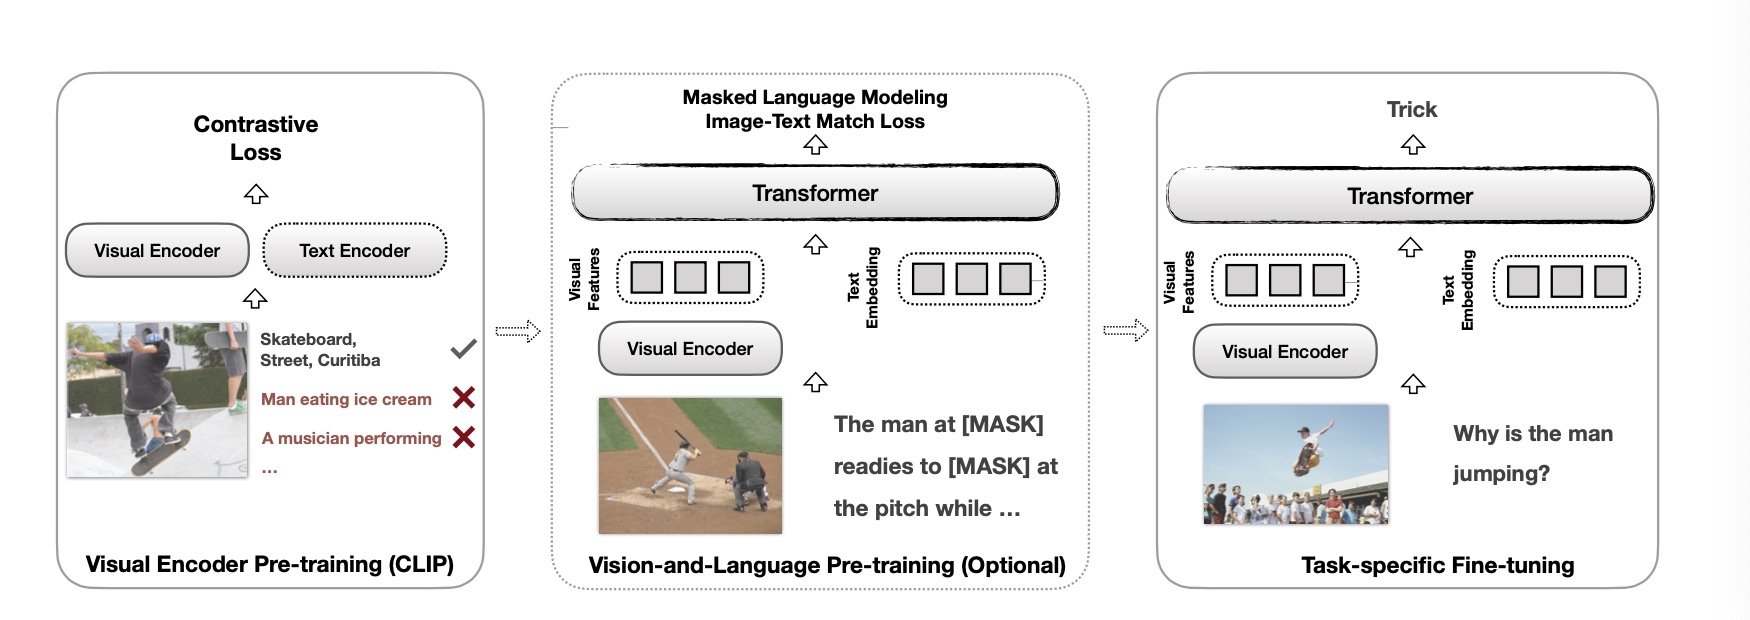 Contrastive
Loss
Visual Encoder
Text Encoder
Skateboard,
Street, Curitiba
Man eating ice cream
A musician performing
...
Visual Encoder Pre-training (CLIP)
Masked Language Modeling
Image-Text Match Loss
Transformer
Visual
Features
Text
Embedding
Visual Encoder
The man at [MASK]
readies to [MASK] at
the pitch while ...
Vision-and-Language Pre-training (Optional)
Trick
Transformer
Visual
Features
Text
Embedding
Visual Encoder
Why is the man
jumping?
Task-specific Fine-tuning